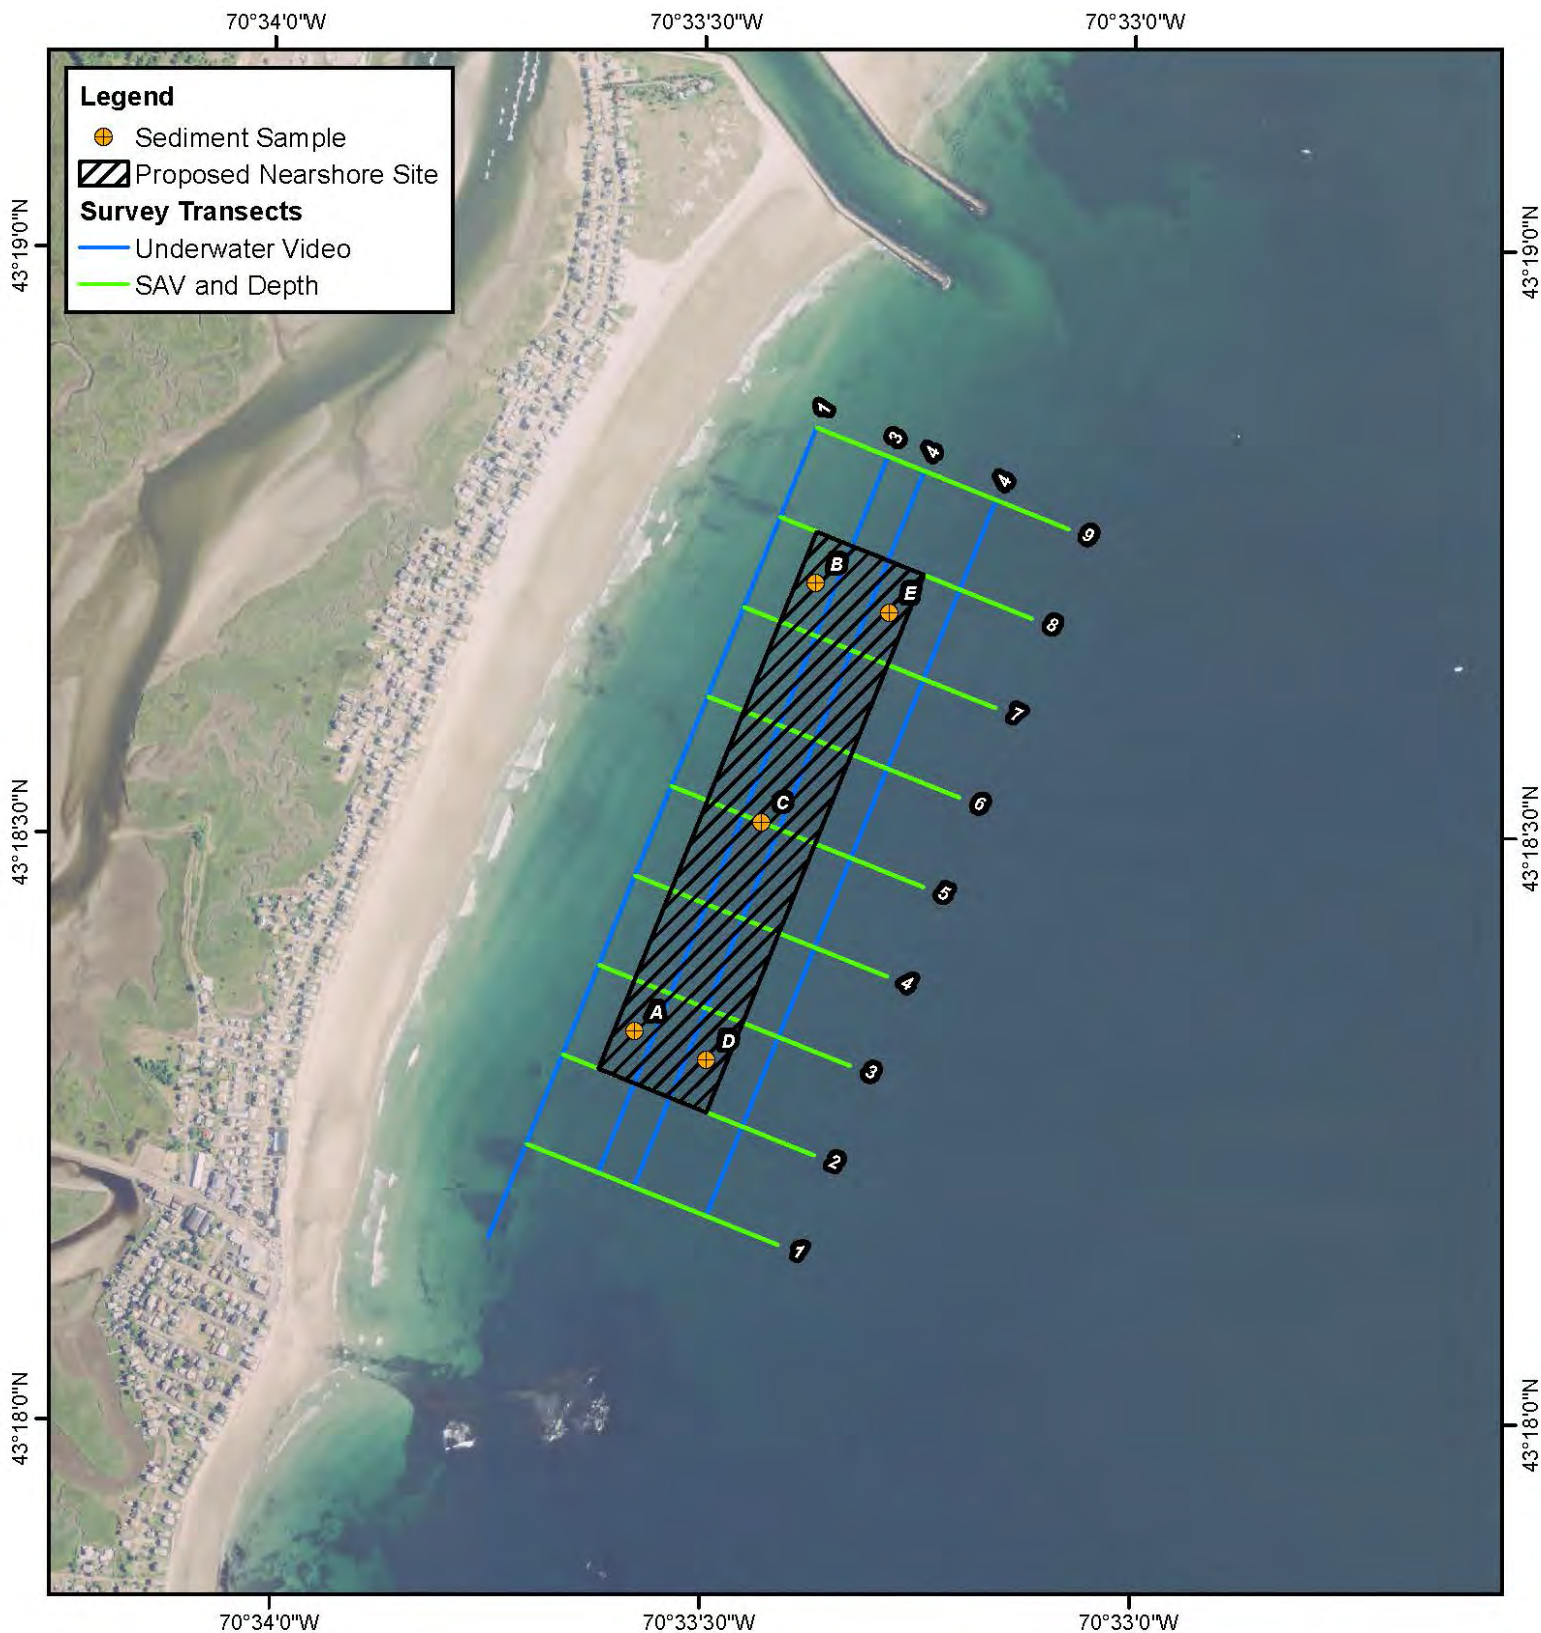 70°34'0"W
70°33'30"W
70°33'0"W
Legend
Sediment Sample
Proposed Nearshore Site
Survey Transects
Underwater Video
SAV and Depth
43°19'0"N
43°19'0"N
1
3
4
4
9
B
E
8
7
6
C
43°18'30"N
43°18'30"N
5
4
A
D
3
2
1
43°18'0"N
43°18'0"N
70°34'0"W
70°33'30"W
70°33'0"W